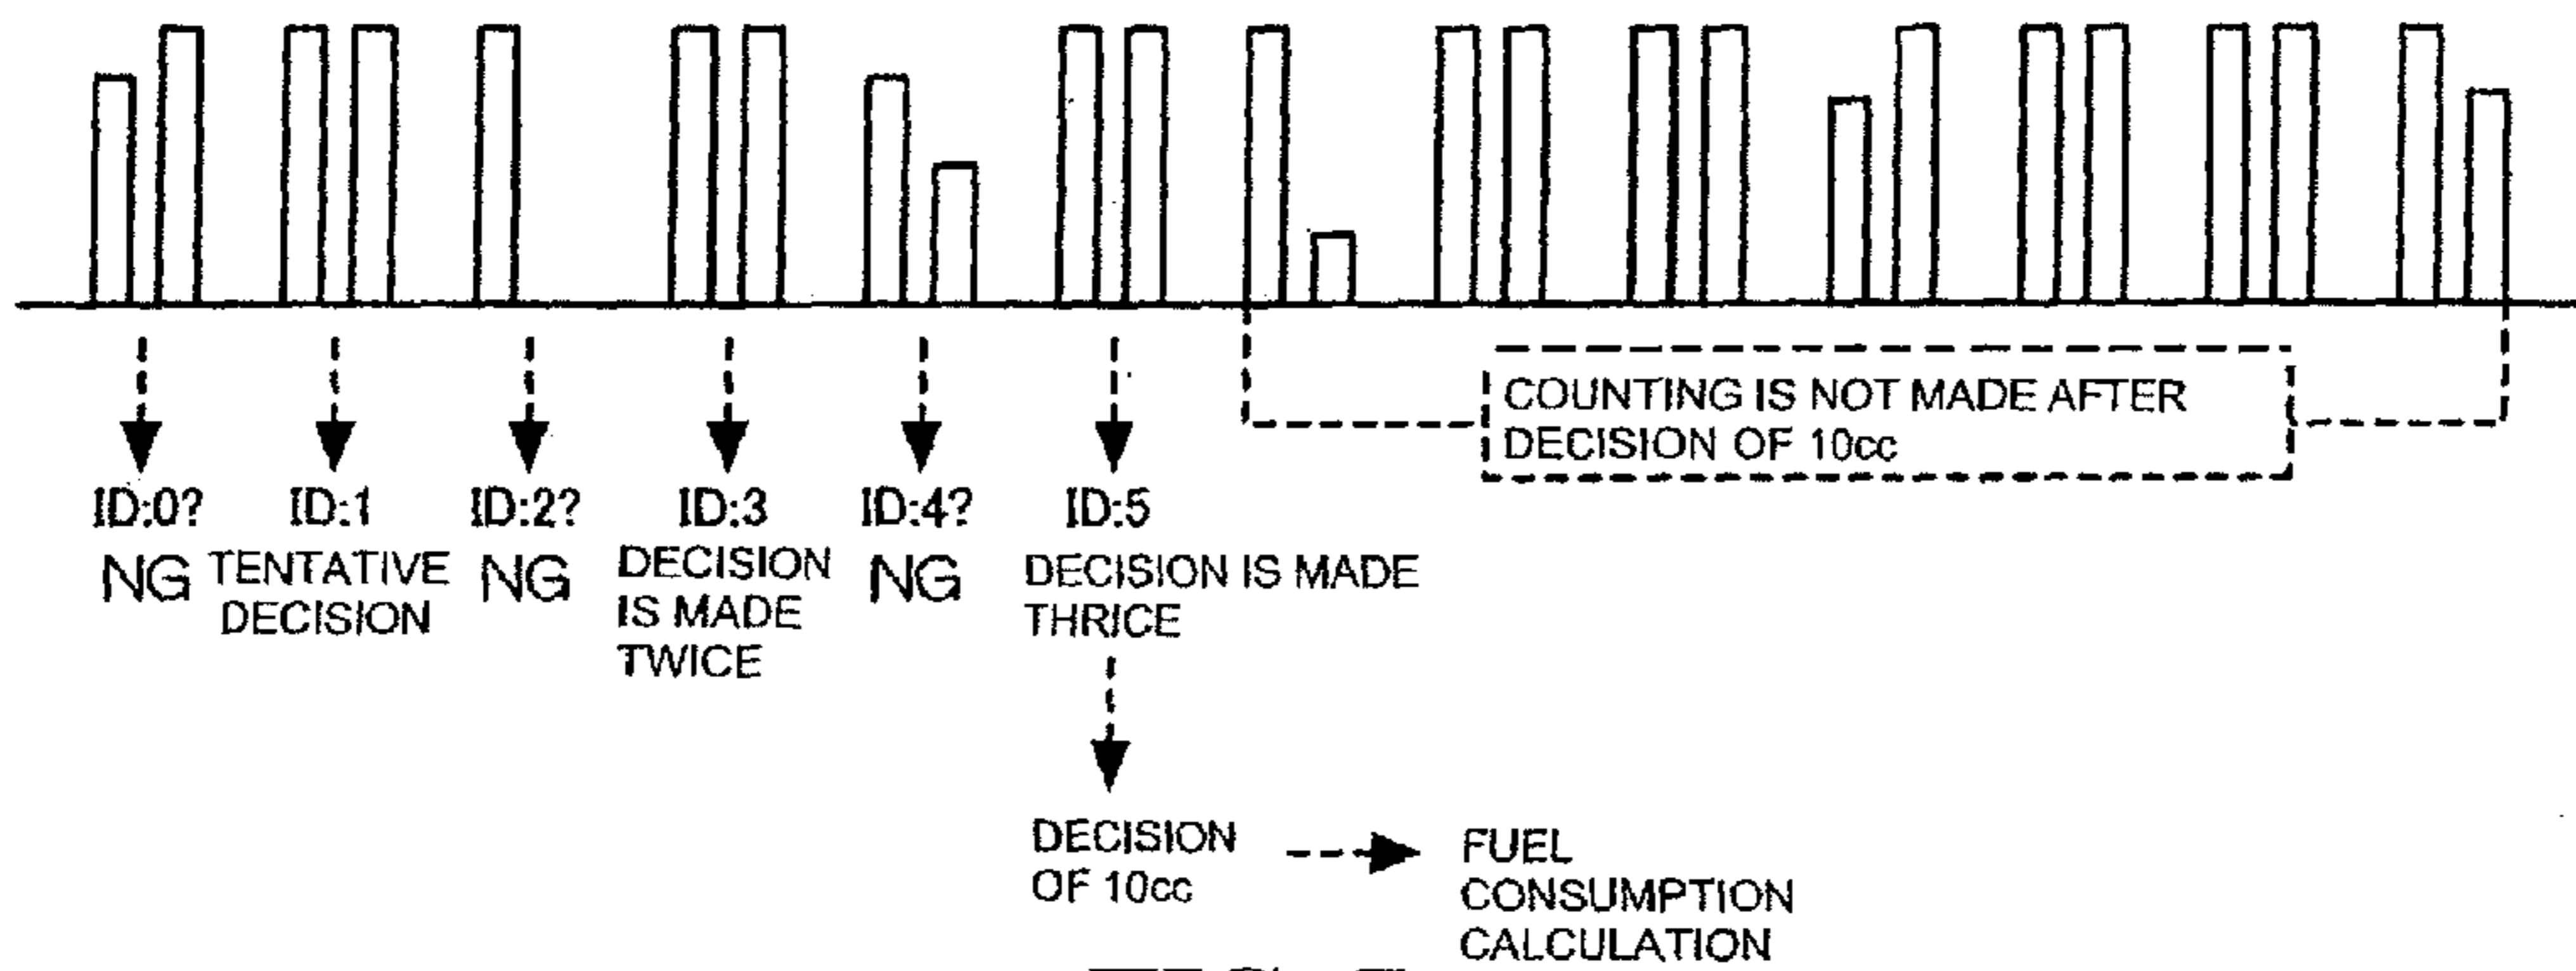 COUNTING IS NOT MADE AFTER
DECISION OF 10cc
ID:0?
NG
ID:1
TENTATIVE
DECISION
ID:2?
NG
ID:3
DECISION
IS MADE
TWICE
ID:4?
NG
ID:5
DECISION IS MADE
THRICE
DECISION
OF 10cc
FUEL
CONSUMPTION
CALCULATION